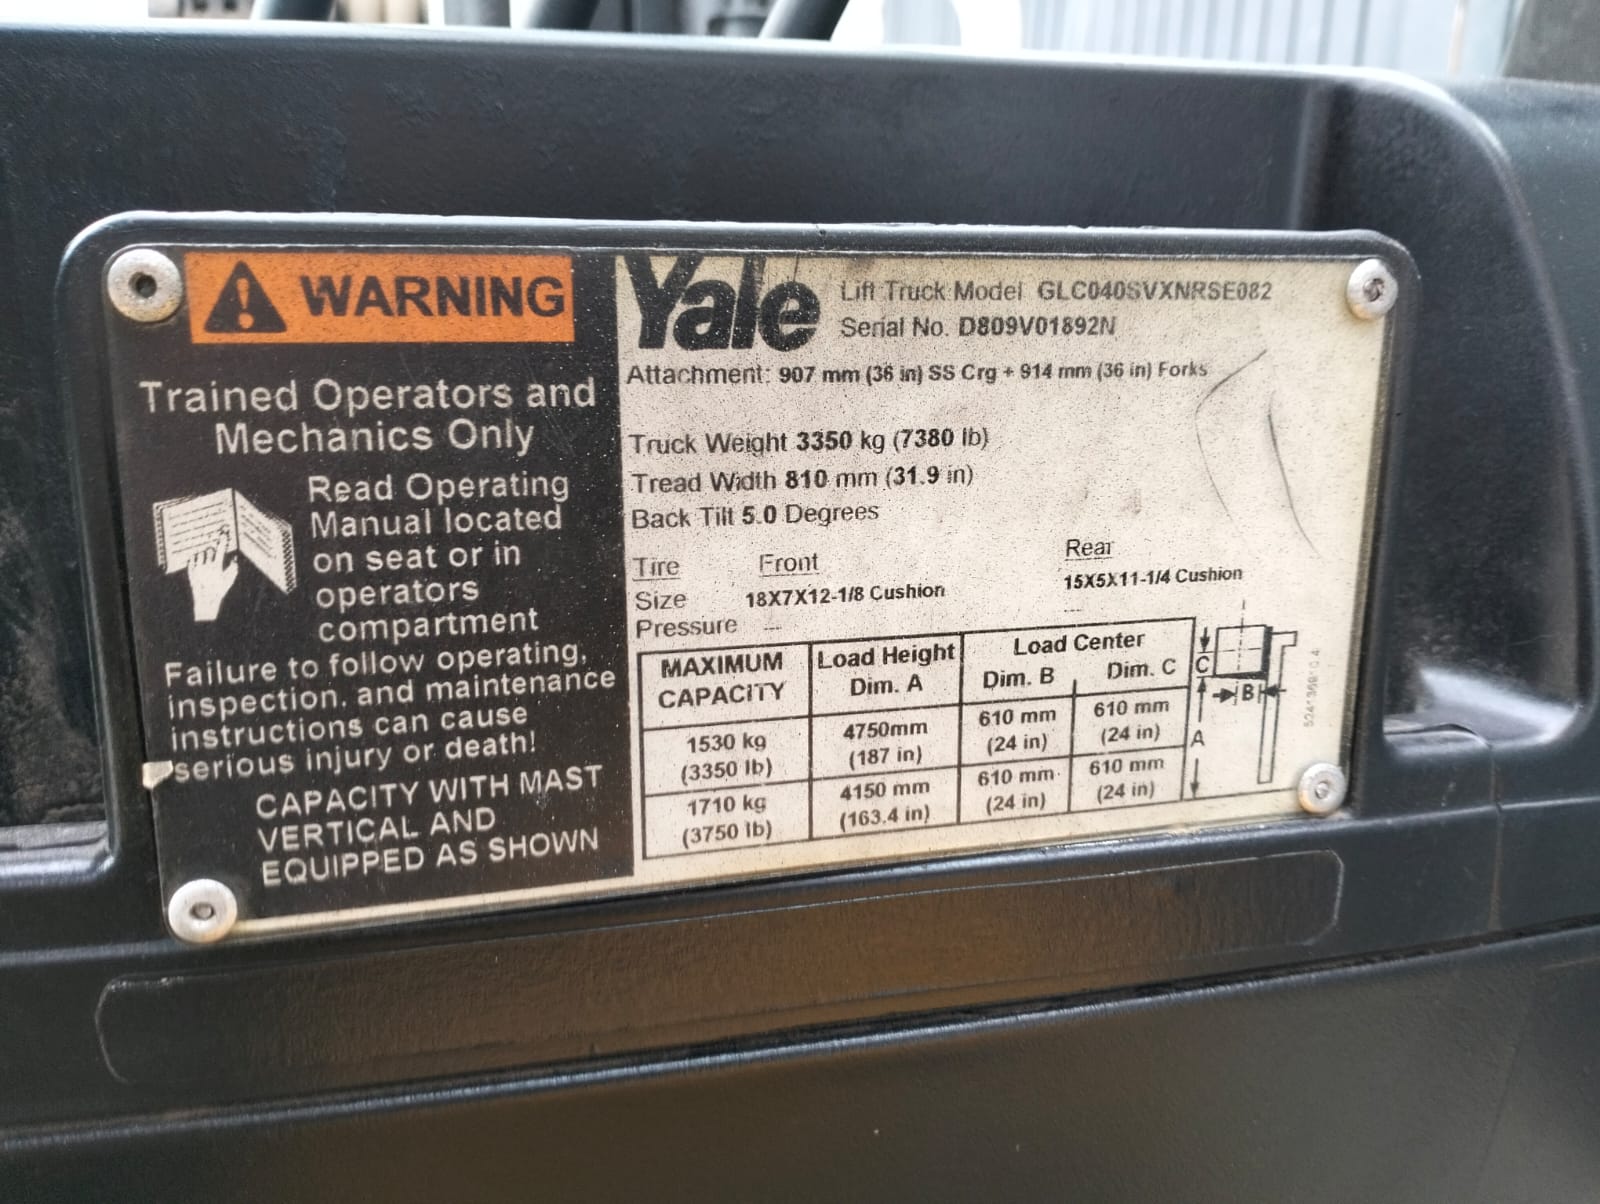 WARNING
Trained Operators and
Mechanics Only
Read Operating
Manual located
on seat or in
operators
compartment
Failure to follow operating,
inspection, and maintenance
instructions can cause
serious injury or death!
CAPACITY WITH MAST
VERTICAL AND
EQUIPPED AS SHOWN
Yale
Lift Truck Model GLC040SVXNRSE082
Serial No. D809V01892N
Attachment: 907 mm (36 in) SS Crg + 914 mm (36 in) Forks
Truck Weight 3350 kg (7380 lb)
Tread Width 810 mm (31.9 in)
Back Tilt 5.0 Degrees
Tire Front Rear
Size 18X7X12-1/8 Cushion 15X5X11-1/4 Cushion
Pressure --- ---
MAXIMUM CAPACITY Load Height Dim. A Load Center Dim. B Dim. C
1530 kg (3350 lb) 4750mm (187 in) 610 mm (24 in) 610 mm (24 in)
1710 kg (3750 lb) 4150 mm (163.4 in) 610 mm (24 in) 610 mm (24 in)
C
B
A